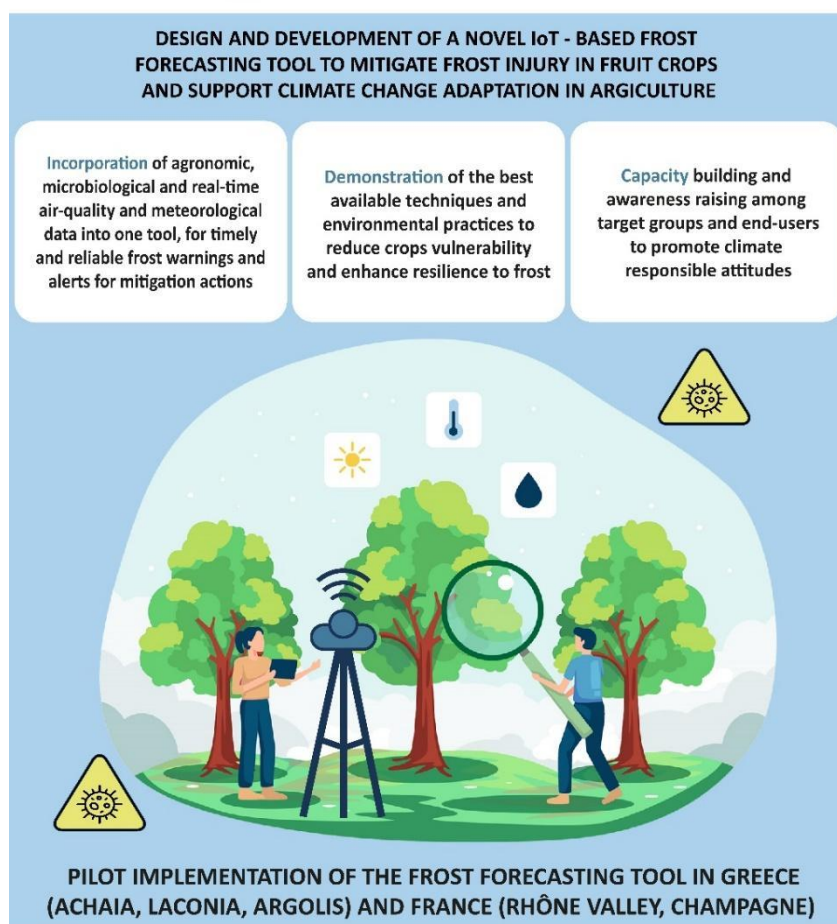 DESIGN AND DEVELOPMENT OF A NOVEL IoT - BASED FROST
FORECASTING TOOL TO MITIGATE FROST INJURY IN FRUIT CROPS
AND SUPPORT CLIMATE CHANGE ADAPTATION IN ARGICULTURE
Incorporation of agronomic,
microbiological and real-time
air-quality and meteorological
data into one tool, for timely
and reliable frost warnings and
alerts for mitigation actions
Demonstration of the best
available techniques and
environmental practices to
reduce crops vulnerability
and enhance resilience to frost
Capacity building and
awareness raising among
target groups and end-users
to promote climate
responsible attitudes
PILOT IMPLEMENTATION OF THE FROST FORECASTING TOOL IN GREECE
(ACHAIA, LACONIA, ARGOLIS) AND FRANCE (RHÔNE VALLEY, CHAMPAGNE)